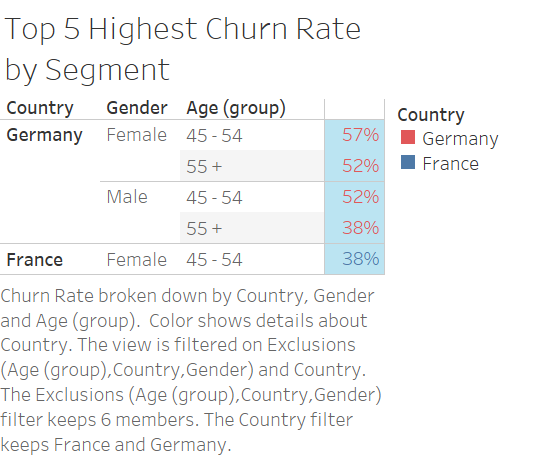 Top 5 Highest Churn Rate
by Segment
Country Gender Age (group)
Germany Female 45 - 54 57%
55 + 52%
Male 45 - 54 52%
55 + 38%
France Female 45 - 54 38%
Country
Germany
France
Churn Rate broken down by Country, Gender
and Age (group).  Color shows details about
Country. The view is filtered on Exclusions
(Age (group),Country,Gender) and Country.
The Exclusions (Age (group),Country,Gender)
filter keeps 6 members. The Country filter
keeps France and Germany.